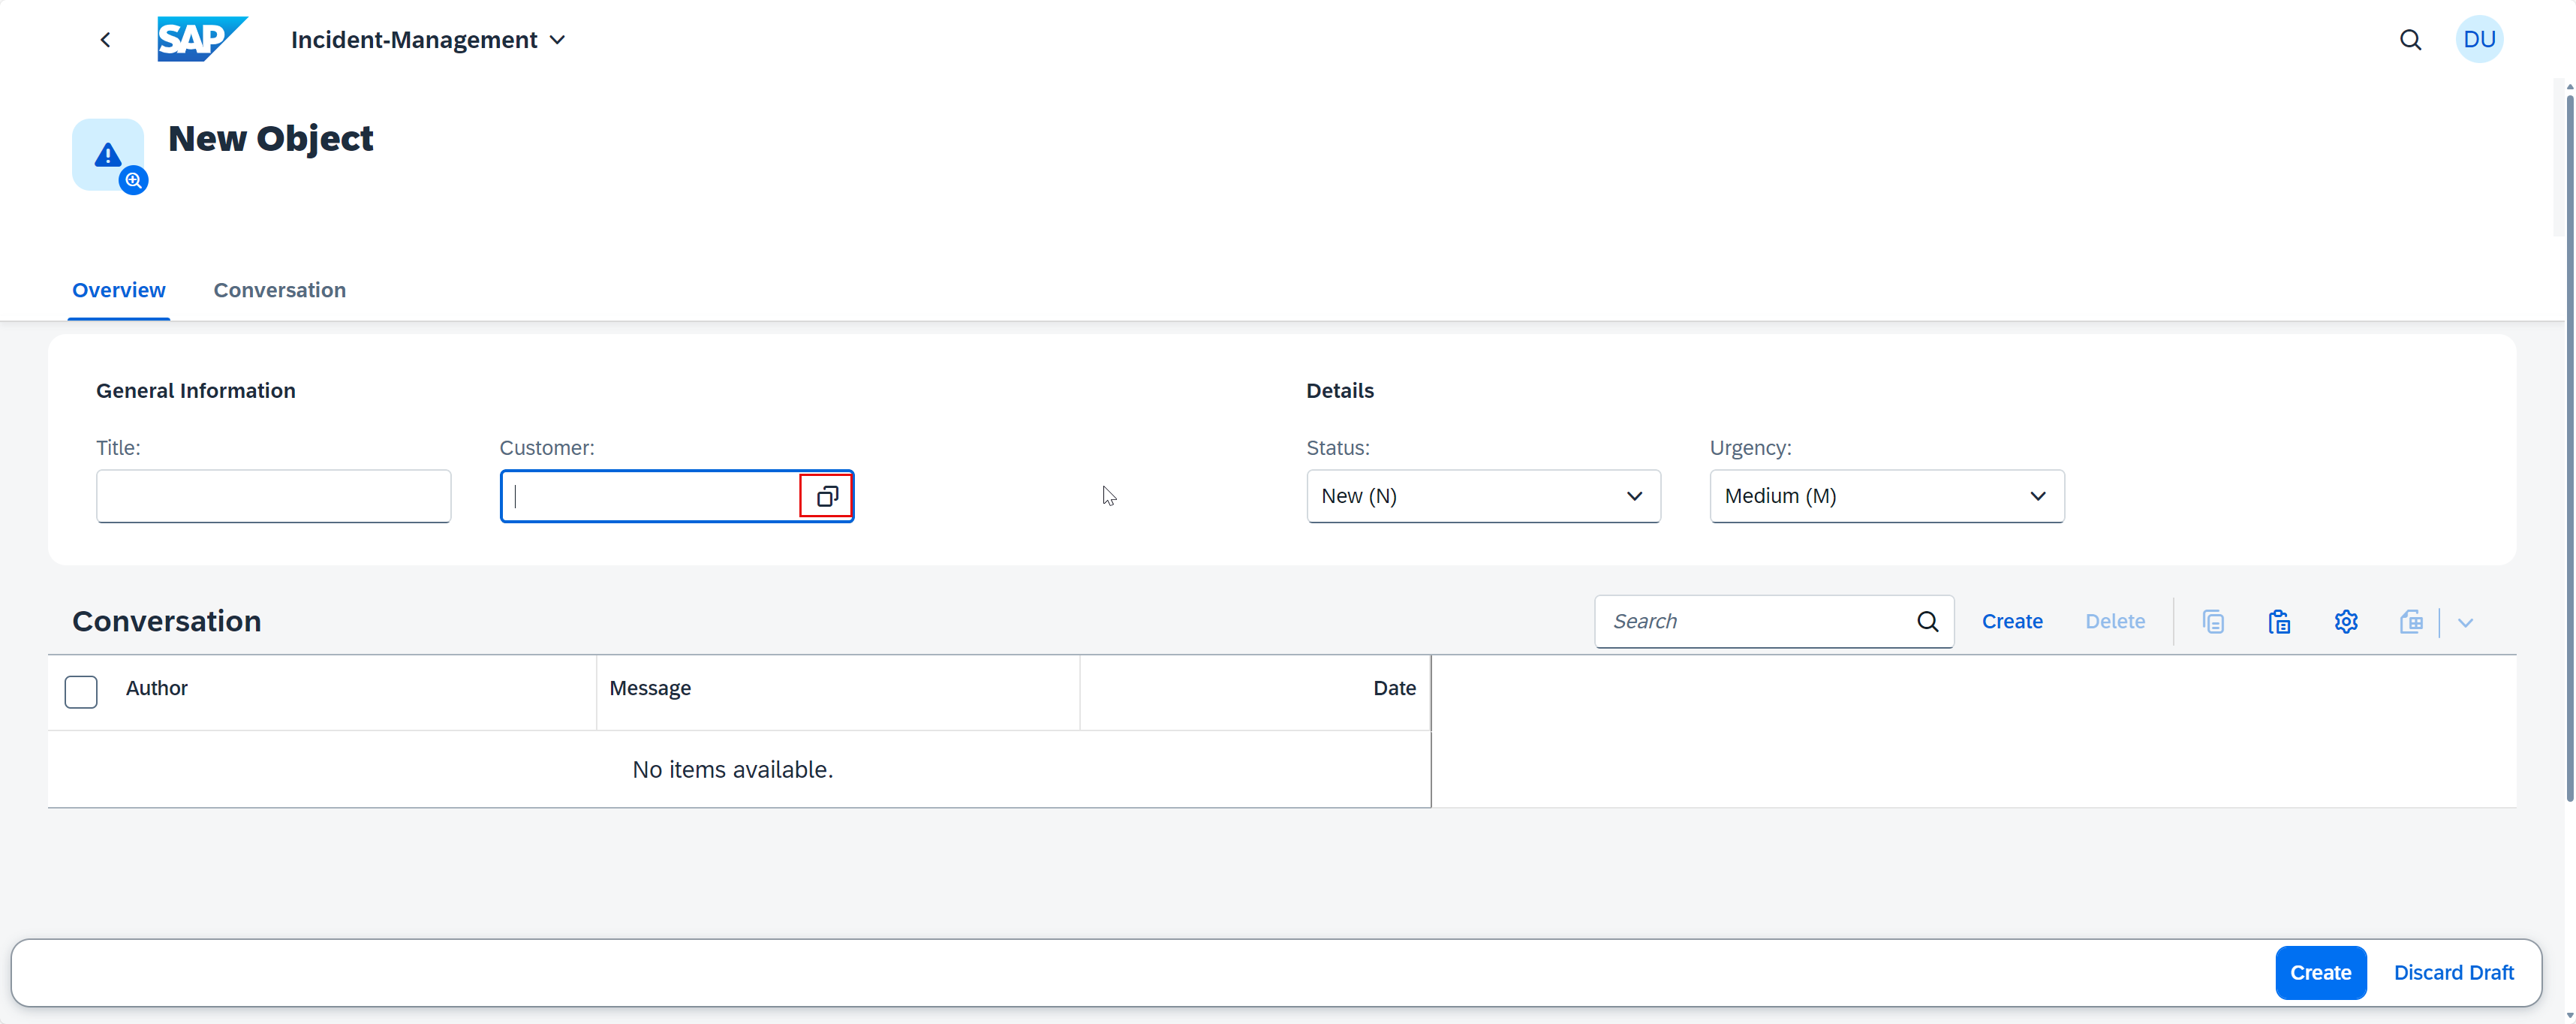 SAP Incident-Management DU
New Object
Overview Conversation
General Information Details
Title: Customer: Status: Urgency:
New (N) Medium (M)
Conversation Search Create Delete
Author Message Date
No items available.
Create Discard Draft